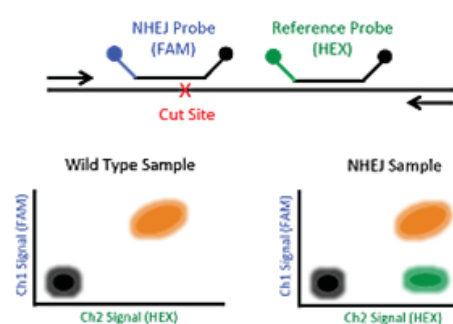 NHEJ Probe
(FAM)
Reference Probe
(HEX)
X
Cut Site
Wild Type Sample
NHEJ Sample
Ch1 Signal (FAM)
Ch2 Signal (HEX)
Ch1 Signal (FAM)
Ch2 Signal (HEX)